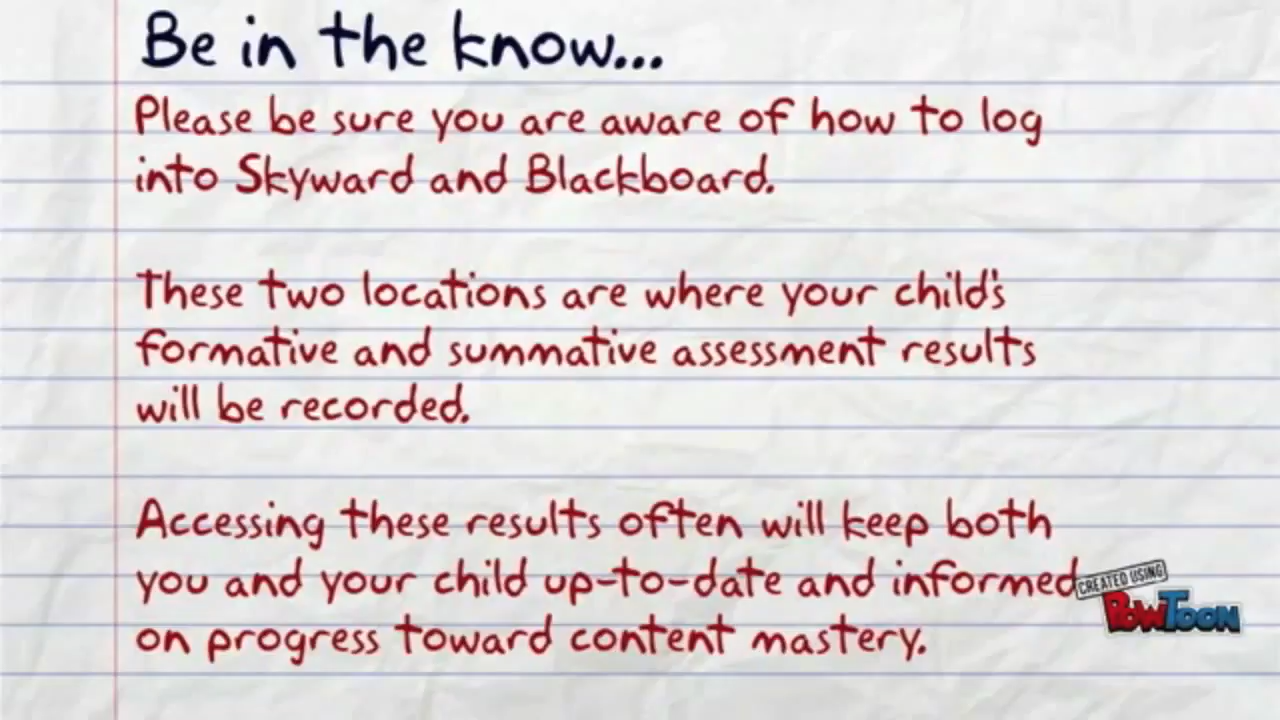 Be in the know...
Please be sure you are aware of how to log
into Skyward and Blackboard.
These two locations are where your child's
formative and summative assessment results
will be recorded.
Accessing these results often will keep both
you and your child up-to-date and informed
on progress toward content mastery.
CREATED USING
POWTOON